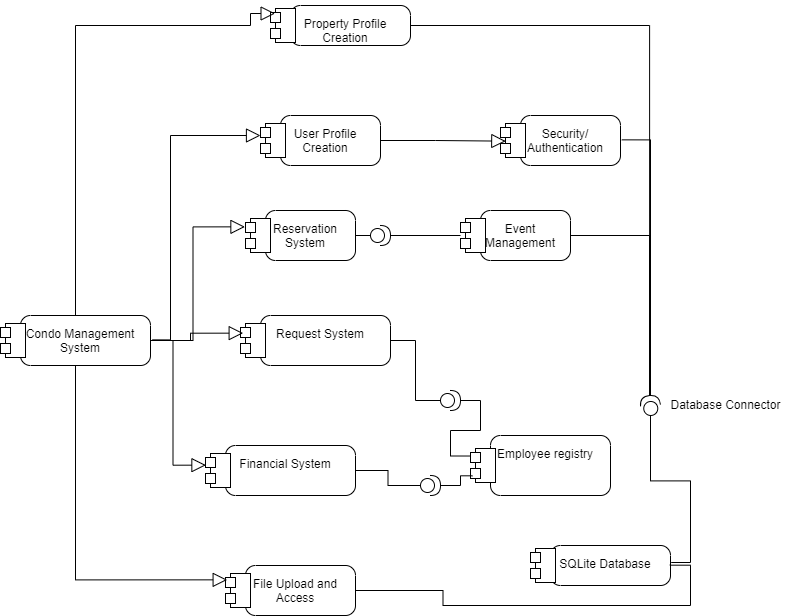 Property Profile
Creation
User Profile
Creation
Security/
Authentication
Reservation
System
Event
Management
Condo Management
System
Request System
Database Connector
Financial System
Employee registry
SQLite Database
File Upload and
Access